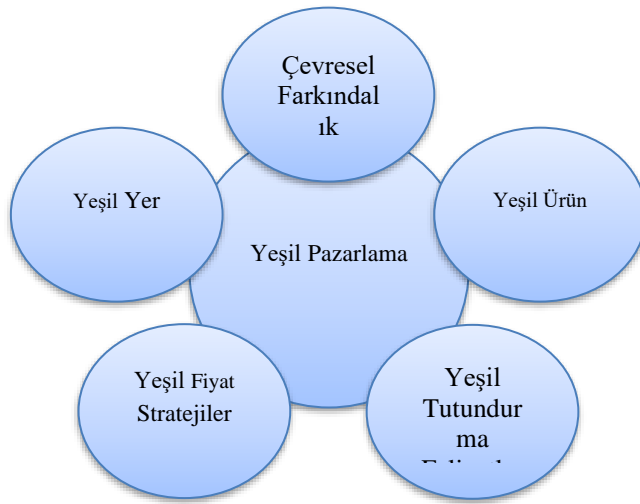 Çevresel
Farkındal
ık
Yeşil Yer
Yeşil Ürün
Yeşil Pazarlama
Yeşil Fiyat
Stratejiler
Yeşil
Tutundur
ma